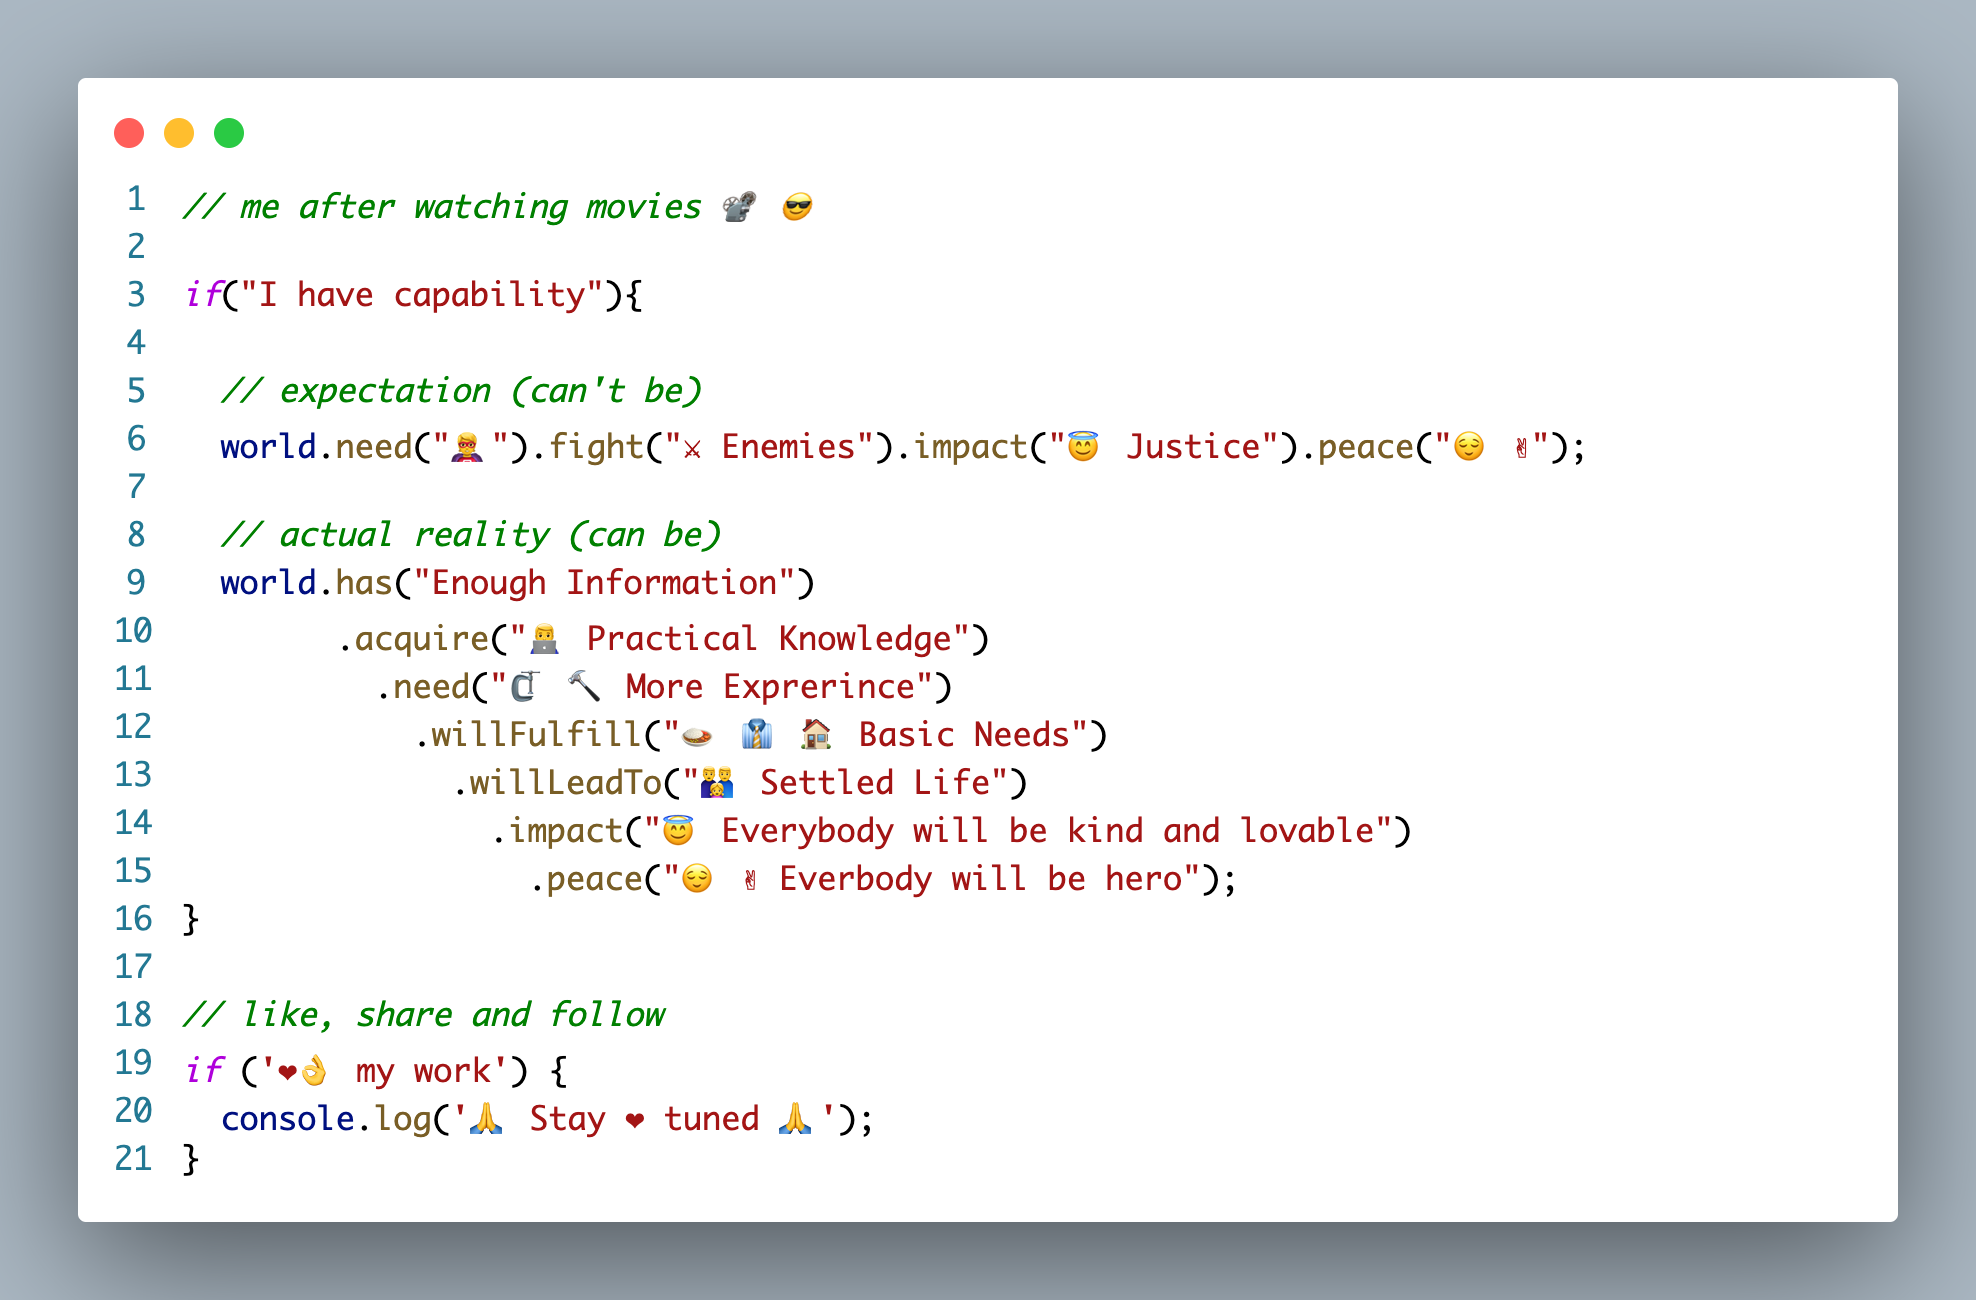 1 // me after watching movies 📽️ 😎
2
3 if("I have capability"){
4
5 // expectation (can't be)
6 world.need("🦸‍♂️").fight("⚔ Enemies").impact("😇 Justice").peace("😌 ✌");
7
8 // actual reality (can be)
9 world.has("Enough Information")
10 .acquire("👨‍💻 Practical Knowledge")
11 .need("🗜️ 🔨 More Exprerince")
12 .willFulfill("🍛 👔 🏠 Basic Needs")
13 .willLeadTo("👨‍👨‍👧 Settled Life")
14 .impact("😇 Everybody will be kind and lovable")
15 .peace("😌 ✌ Everbody will be hero");
16 }
17
18 // like, share and follow
19 if ('❤👌 my work') {
20 console.log('🙏 Stay ❤ tuned 🙏');
21 }